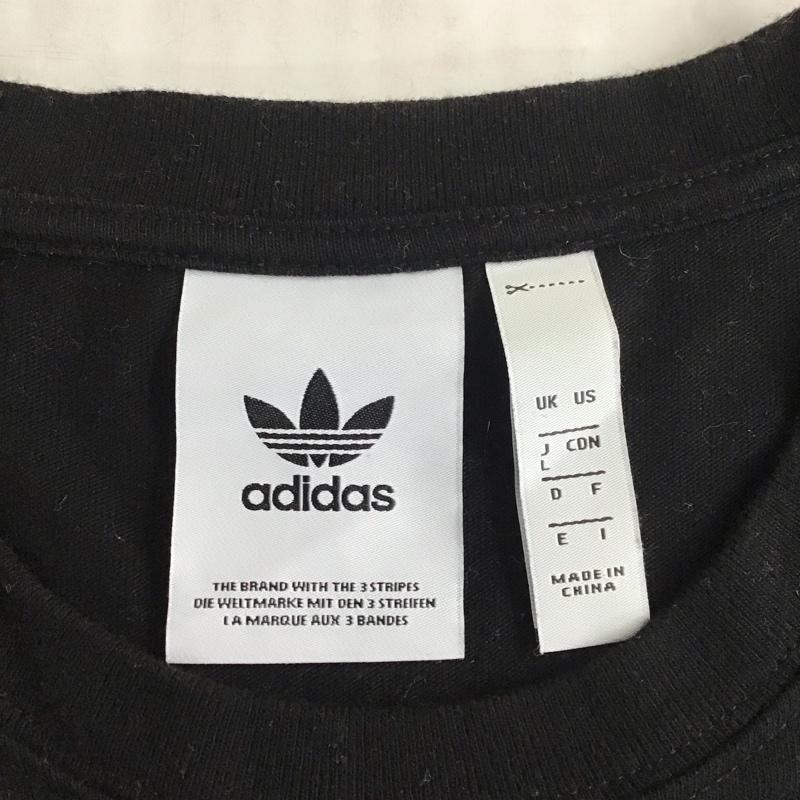 adidas
THE BRAND WITH THE 3 STRIPES
DIE WELTMARKE MIT DEN 3 STREIFEN
LA MARQUE AUX 3 BANDES
UK US
J CDN
L
D F
E I
MADE IN
CHINA